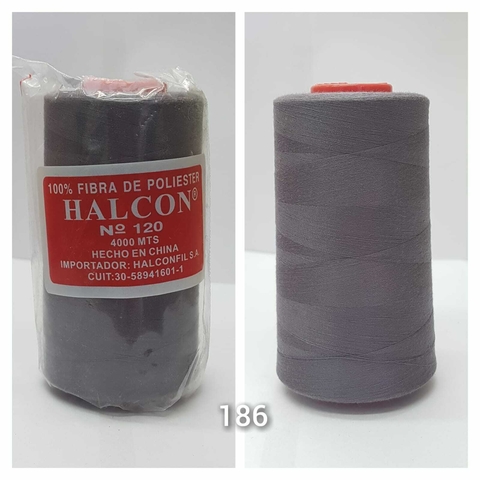 100% FIBRA DE POLIESTER
HALCON®
Nº 120
4000 MTS
HECHO EN CHINA
IMPORTADOR: HALCONFIL S.A.
CUIT:30-58941601-1
186